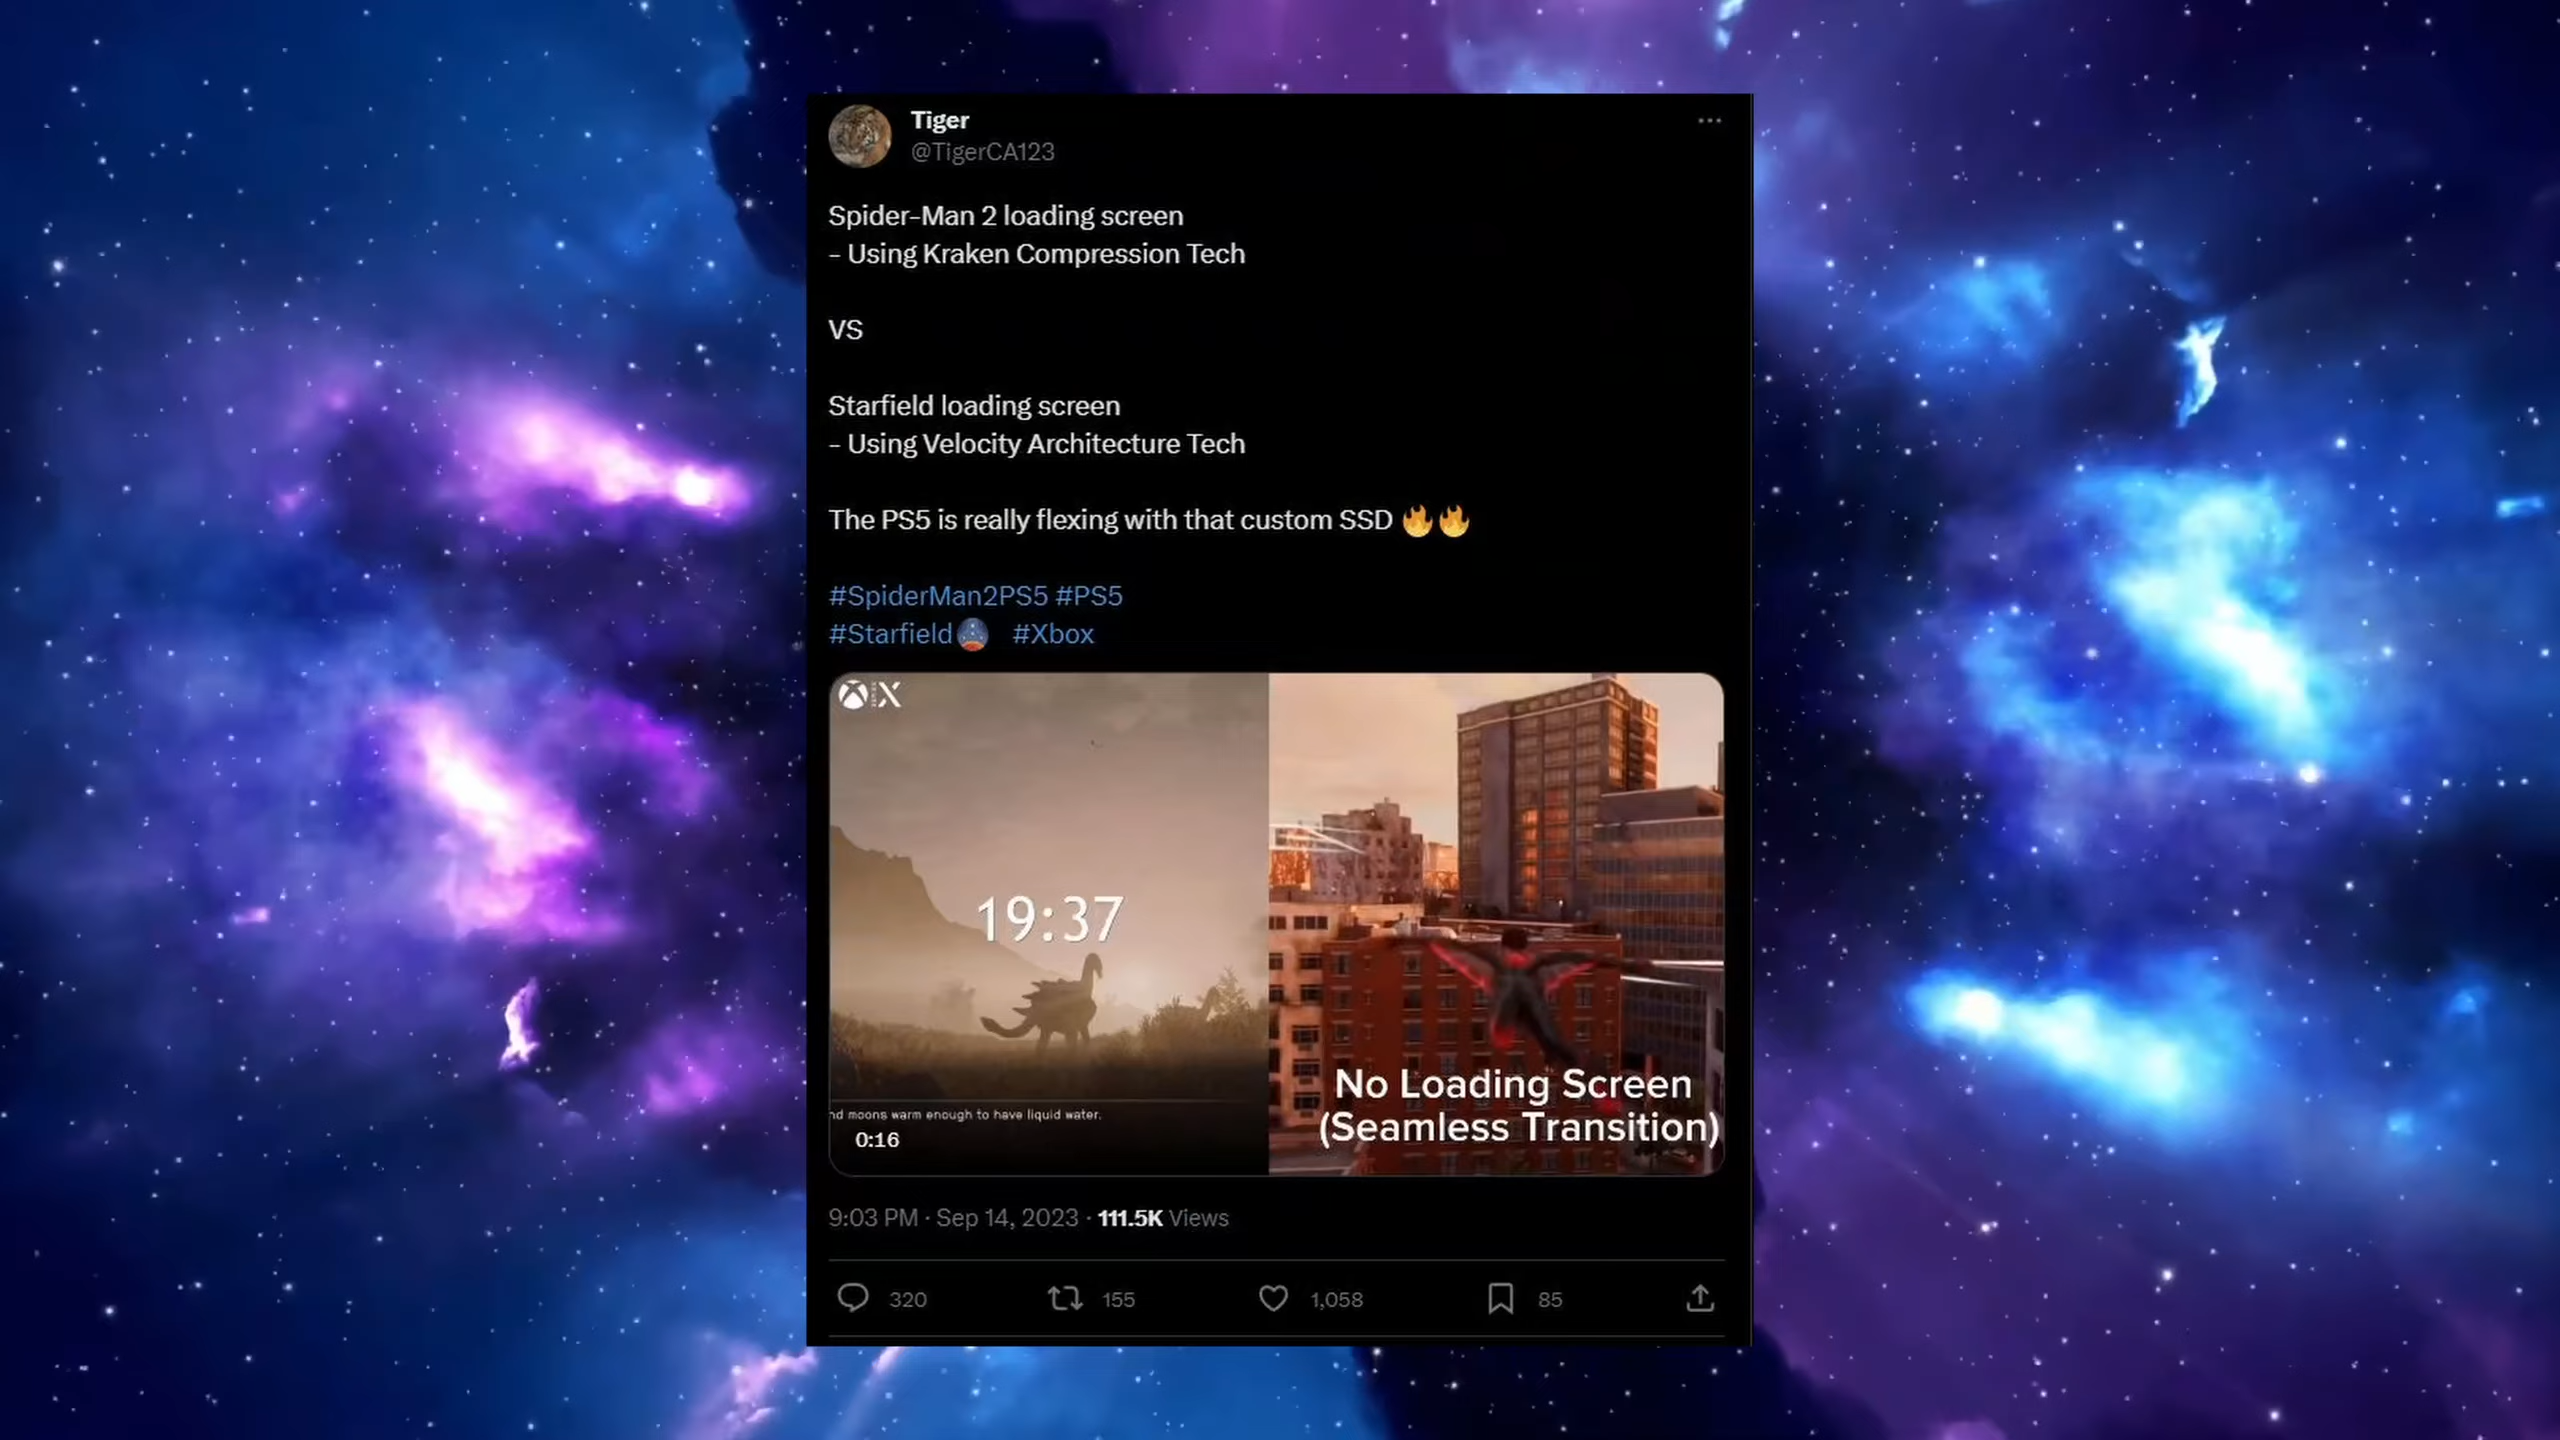 Tiger
@TigerCA123
Spider-Man 2 loading screen
- Using Kraken Compression Tech
VS
Starfield loading screen
- Using Velocity Architecture Tech
The PS5 is really flexing with that custom SSD 🔥🔥
#SpiderMan2PS5 #PS5
#Starfield #Xbox
X
19:37
nd moons warm enough to have liquid water.
0:16
No Loading Screen
(Seamless Transition)
9:03 PM · Sep 14, 2023 · 111.5K Views
320 155 1,058 85